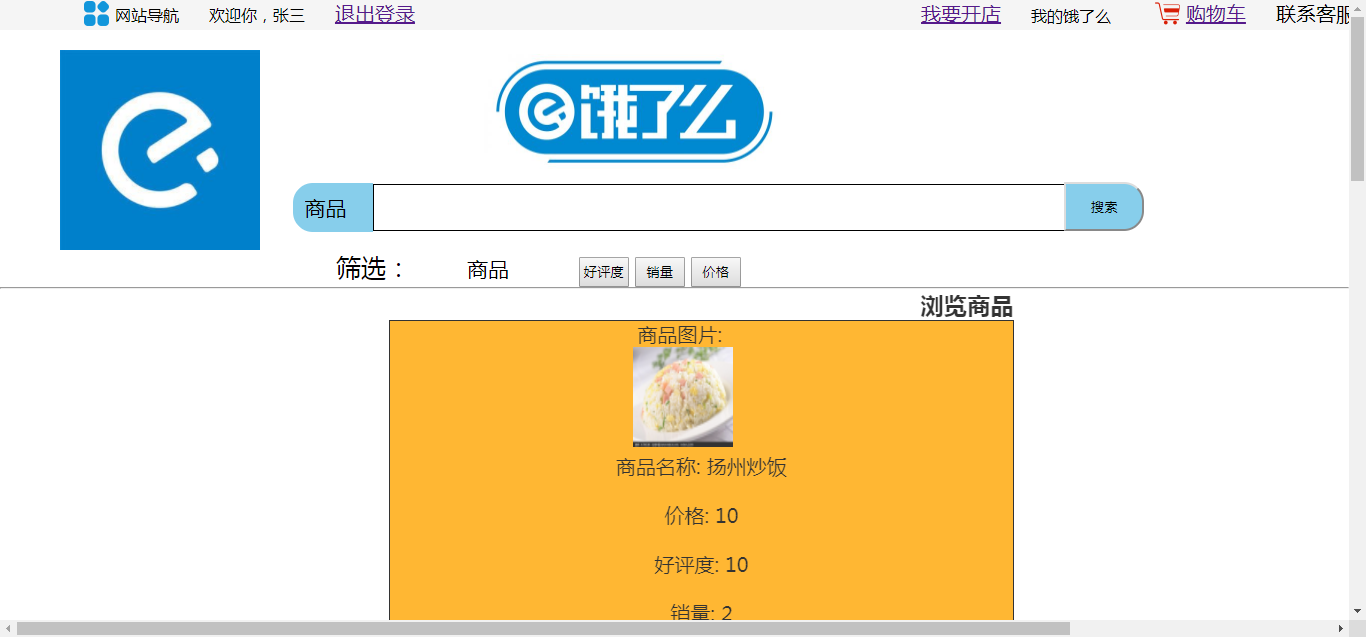 网站导航 欢迎你，张三 退出登录 我要开店 我的饿了么 购物车 联系客服
饿了么
商品 搜索
筛选： 商品 好评度 销量 价格
浏览商品
商品图片:
商品名称: 扬州炒饭
价格: 10
好评度: 10
销量: 2